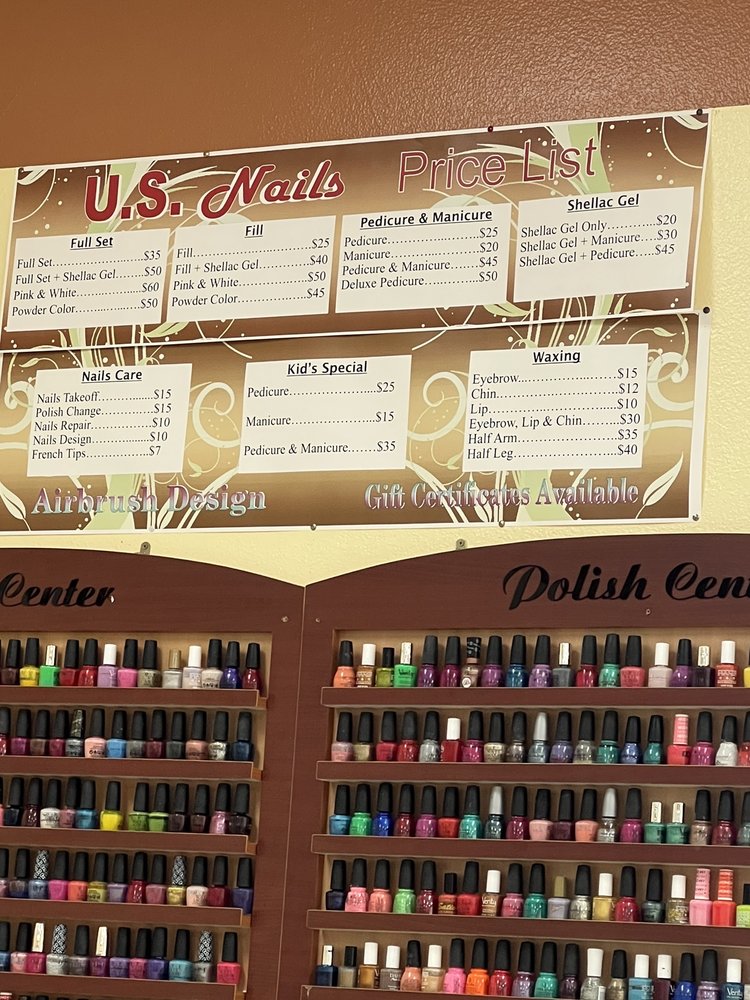 U.S. Nails Price List
Full Set
Full Set................$35
Full Set + Shellac Gel.......$50
Pink & White...............$60
Powder Color...............$50
Fill
Fill.........................$25
Fill + Shellac Gel..........$40
Pink & White...............$50
Powder Color...............$45
Pedicure & Manicure
Pedicure.....................$25
Manicure.....................$20
Pedicure & Manicure......$45
Deluxe Pedicure............$50
Shellac Gel
Shellac Gel Only...........$20
Shellac Gel + Manicure....$30
Shellac Gel + Pedicure.....$45
Nails Care
Nails Takeoff...............$15
Polish Change..............$15
Nails Repair................$10
Nails Design................$10
French Tips.................$7
Kid's Special
Pedicure.....................$25
Manicure.....................$15
Pedicure & Manicure......$35
Waxing
Eyebrow.....................$15
Chin..........................$12
Lip............................$10
Eyebrow, Lip & Chin........$30
Half Arm.....................$35
Half Leg.....................$40
Airbrush Design
Gift Certificates Available
Center
Polish Cen